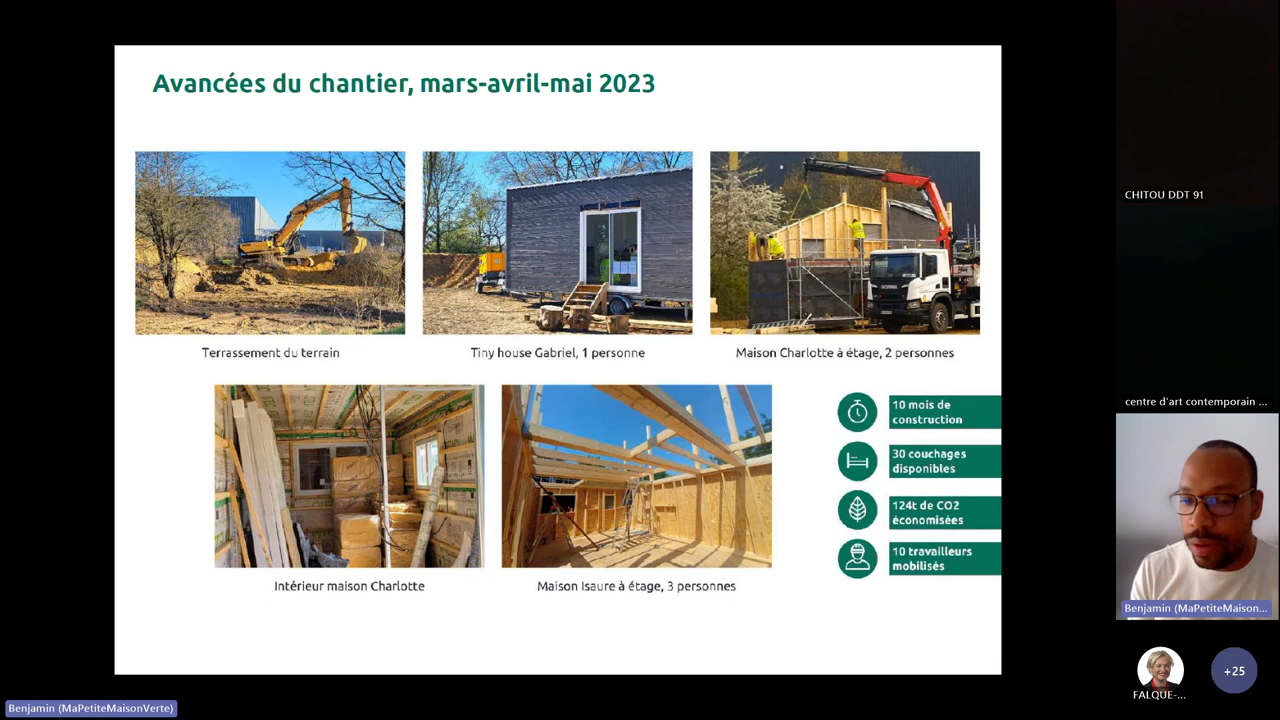 Avancées du chantier, mars-avril-mai 2023
Terrassement du terrain
Tiny house Gabriel, 1 personne
Maison Charlotte à étage, 2 personnes
Intérieur maison Charlotte
Maison Isaure à étage, 3 personnes
10 mois de
construction
30 couchages
disponibles
124t de CO2
économisées
10 travailleurs
mobilisés
CHITOU DDT 91
centre d'art contemporain ...
Benjamin (MaPetiteMaison...
FALQUE-...
+25
Benjamin (MaPetiteMaisonVerte)
SCANIA